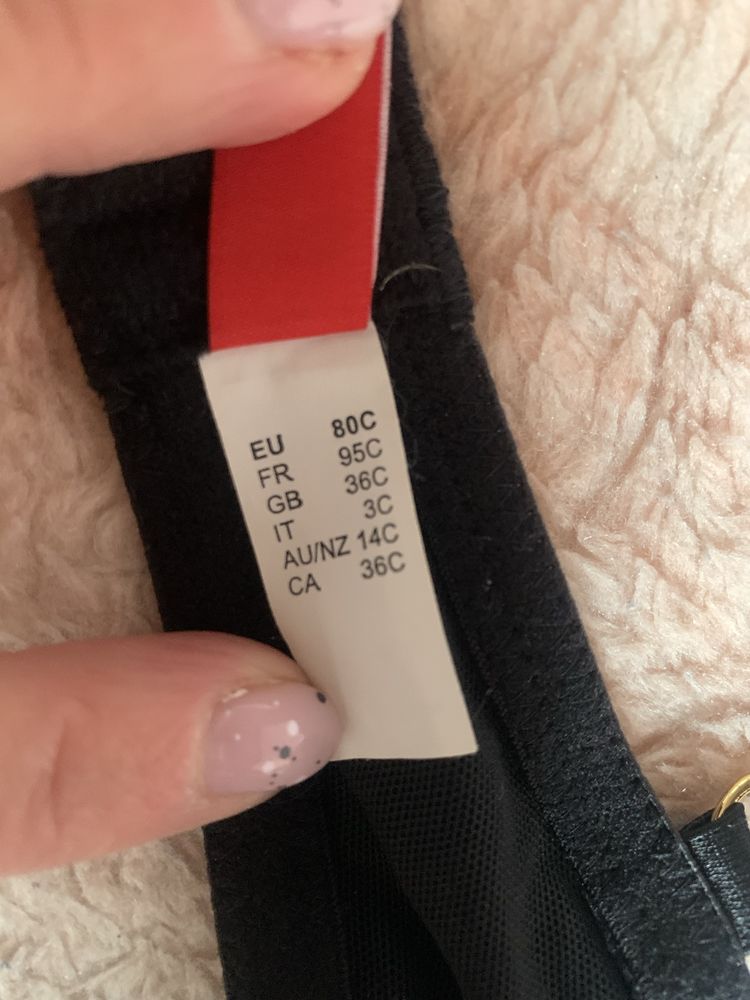 EU 80C
FR 95C
GB 36C
IT 3C
AU/NZ 14C
CA 36C